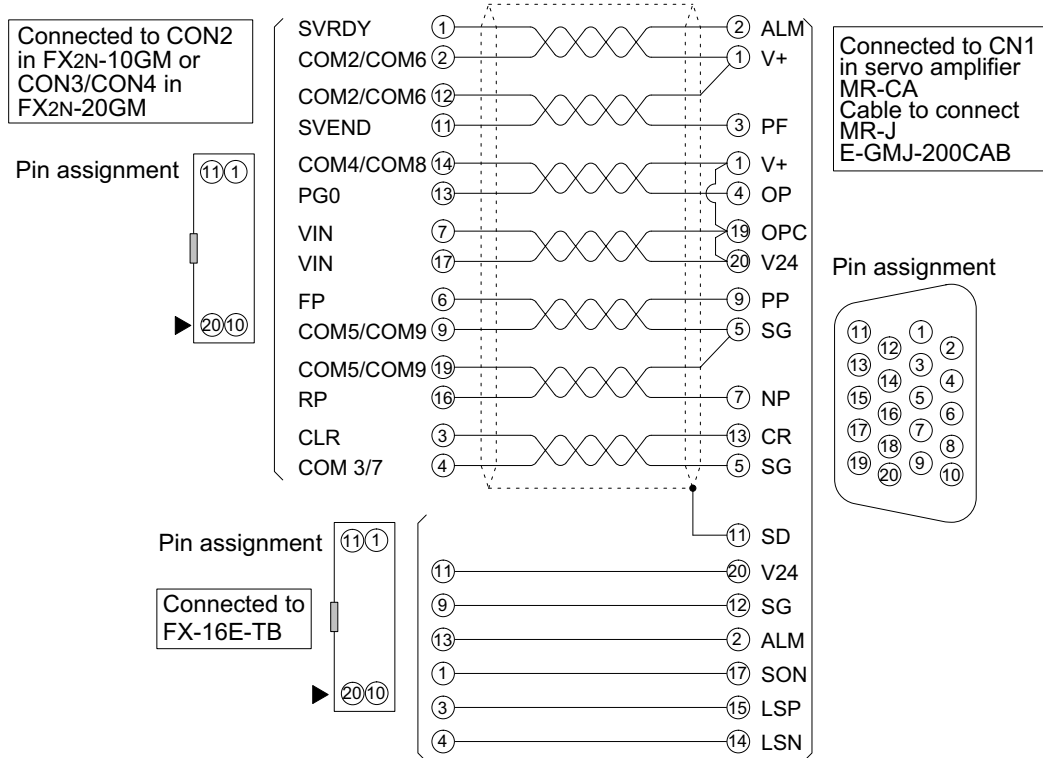 Connected to CON2
in FX2N-10GM or
CON3/CON4 in
FX2N-20GM
Pin assignment
11 1
20 10
SVRDY 1 2 ALM
COM2/COM6 2 1 V+
COM2/COM6 12
SVEND 11 3 PF
COM4/COM8 14 1 V+
PG0 13 4 OP
VIN 7 19 OPC
VIN 17 20 V24
FP 6 9 PP
COM5/COM9 9 5 SG
COM5/COM9 19
RP 16 7 NP
CLR 3 13 CR
COM 3/7 4 5 SG
11 SD
Connected to CN1
in servo amplifier
MR-CA
Cable to connect
MR-J
E-GMJ-200CAB
Pin assignment
11 1
12 2
13 3
14 4
15 5
16 6
17 7
18 8
19 9
20 10
Pin assignment
11 1
20 10
Connected to
FX-16E-TB
11 20 V24
9 12 SG
13 2 ALM
1 17 SON
3 15 LSP
4 14 LSN